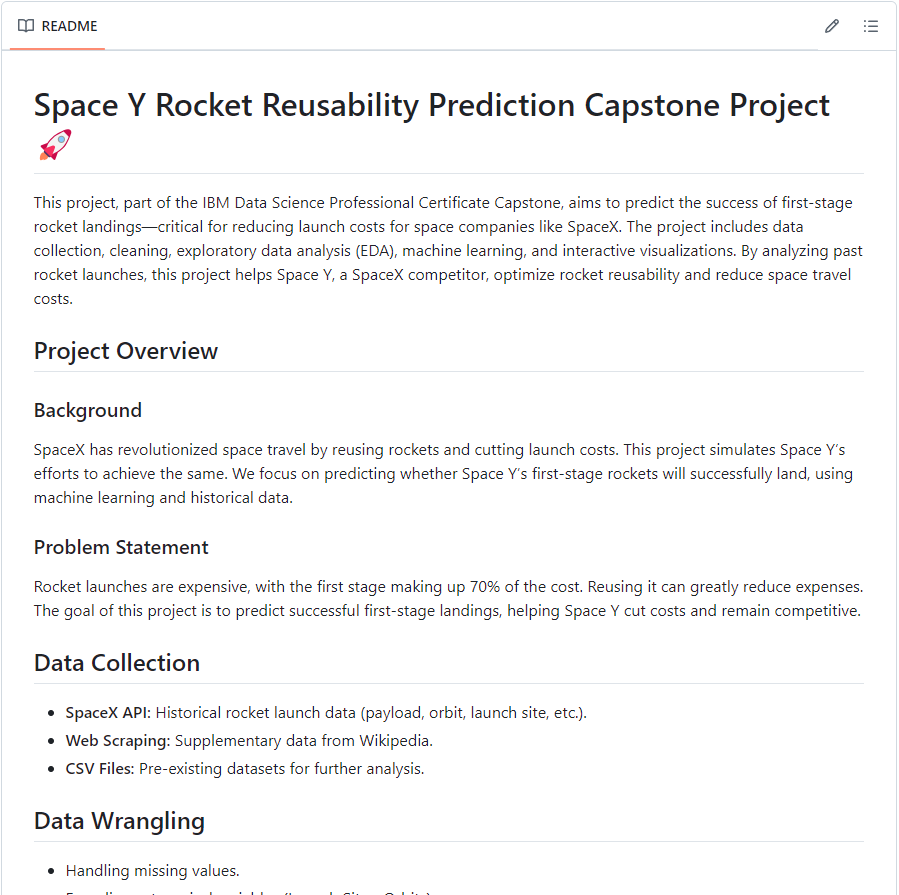 README
Space Y Rocket Reusability Prediction Capstone Project
🚀
This project, part of the IBM Data Science Professional Certificate Capstone, aims to predict the success of first-stage
rocket landings—critical for reducing launch costs for space companies like SpaceX. The project includes data
collection, cleaning, exploratory data analysis (EDA), machine learning, and interactive visualizations. By analyzing past
rocket launches, this project helps Space Y, a SpaceX competitor, optimize rocket reusability and reduce space travel
costs.
Project Overview
Background
SpaceX has revolutionized space travel by reusing rockets and cutting launch costs. This project simulates Space Y’s
efforts to achieve the same. We focus on predicting whether Space Y’s first-stage rockets will successfully land, using
machine learning and historical data.
Problem Statement
Rocket launches are expensive, with the first stage making up 70% of the cost. Reusing it can greatly reduce expenses.
The goal of this project is to predict successful first-stage landings, helping Space Y cut costs and remain competitive.
Data Collection
• SpaceX API: Historical rocket launch data (payload, orbit, launch site, etc.).
• Web Scraping: Supplementary data from Wikipedia.
• CSV Files: Pre-existing datasets for further analysis.
Data Wrangling
• Handling missing values.